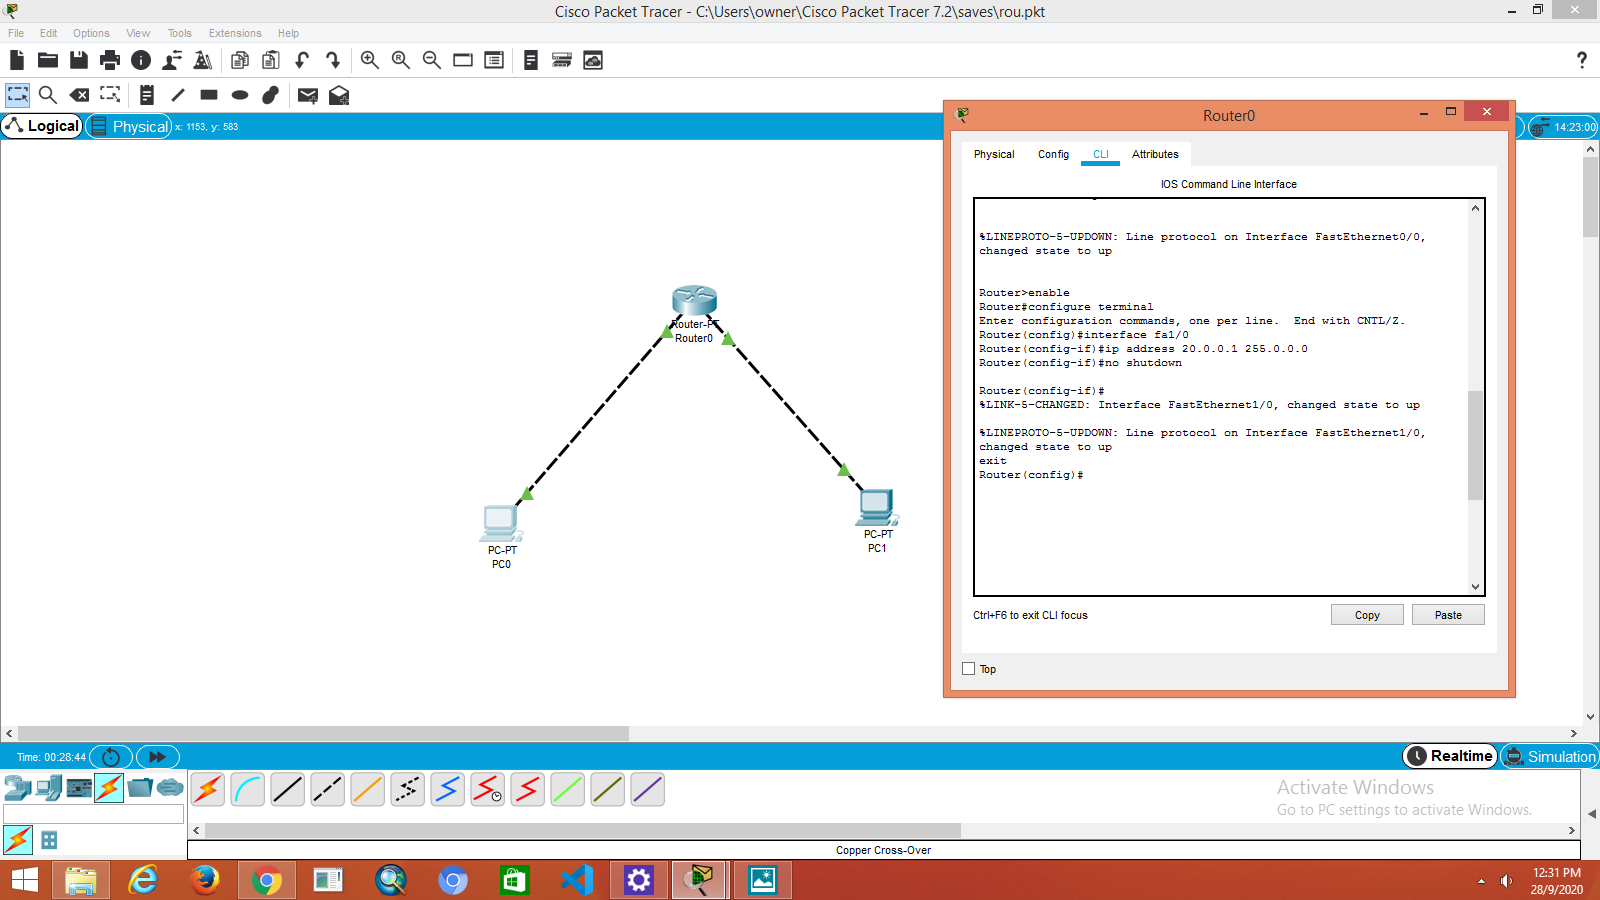 Cisco Packet Tracer - C:\Users\owner\Cisco Packet Tracer 7.2\saves\rou.pkt
File Edit Options View Tools Extensions Help
Logical
Physical
x: 1153, y: 583
14:23:00
Router-PT
Router0
PC-PT
PC0
PC-PT
PC1
Router0
Physical Config CLI Attributes
IOS Command Line Interface
%LINEPROTO-5-UPDOWN: Line protocol on Interface FastEthernet0/0,
changed state to up
Router>enable
Router#configure terminal
Enter configuration commands, one per line.  End with CNTL/Z.
Router(config)#interface fa1/0
Router(config-if)#ip address 20.0.0.1 255.0.0.0
Router(config-if)#no shutdown
Router(config-if)#
%LINK-5-CHANGED: Interface FastEthernet1/0, changed state to up
%LINEPROTO-5-UPDOWN: Line protocol on Interface FastEthernet1/0,
changed state to up
exit
Router(config)#
Ctrl+F6 to exit CLI focus
Copy
Paste
Top
Time: 00:28:44
Realtime
Simulation
Activate Windows
Go to PC settings to activate Windows.
Copper Cross-Over
12:31 PM
28/9/2020